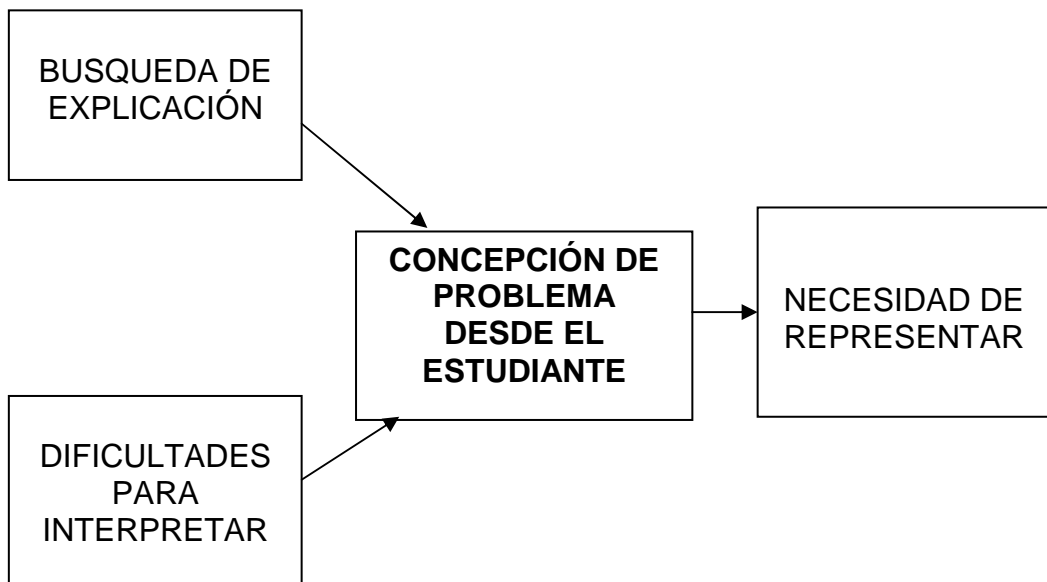 BUSQUEDA DE
EXPLICACIÓN
CONCEPCIÓN DE
PROBLEMA
DESDE EL
ESTUDIANTE
NECESIDAD DE
REPRESENTAR
DIFICULTADES
PARA
INTERPRETAR